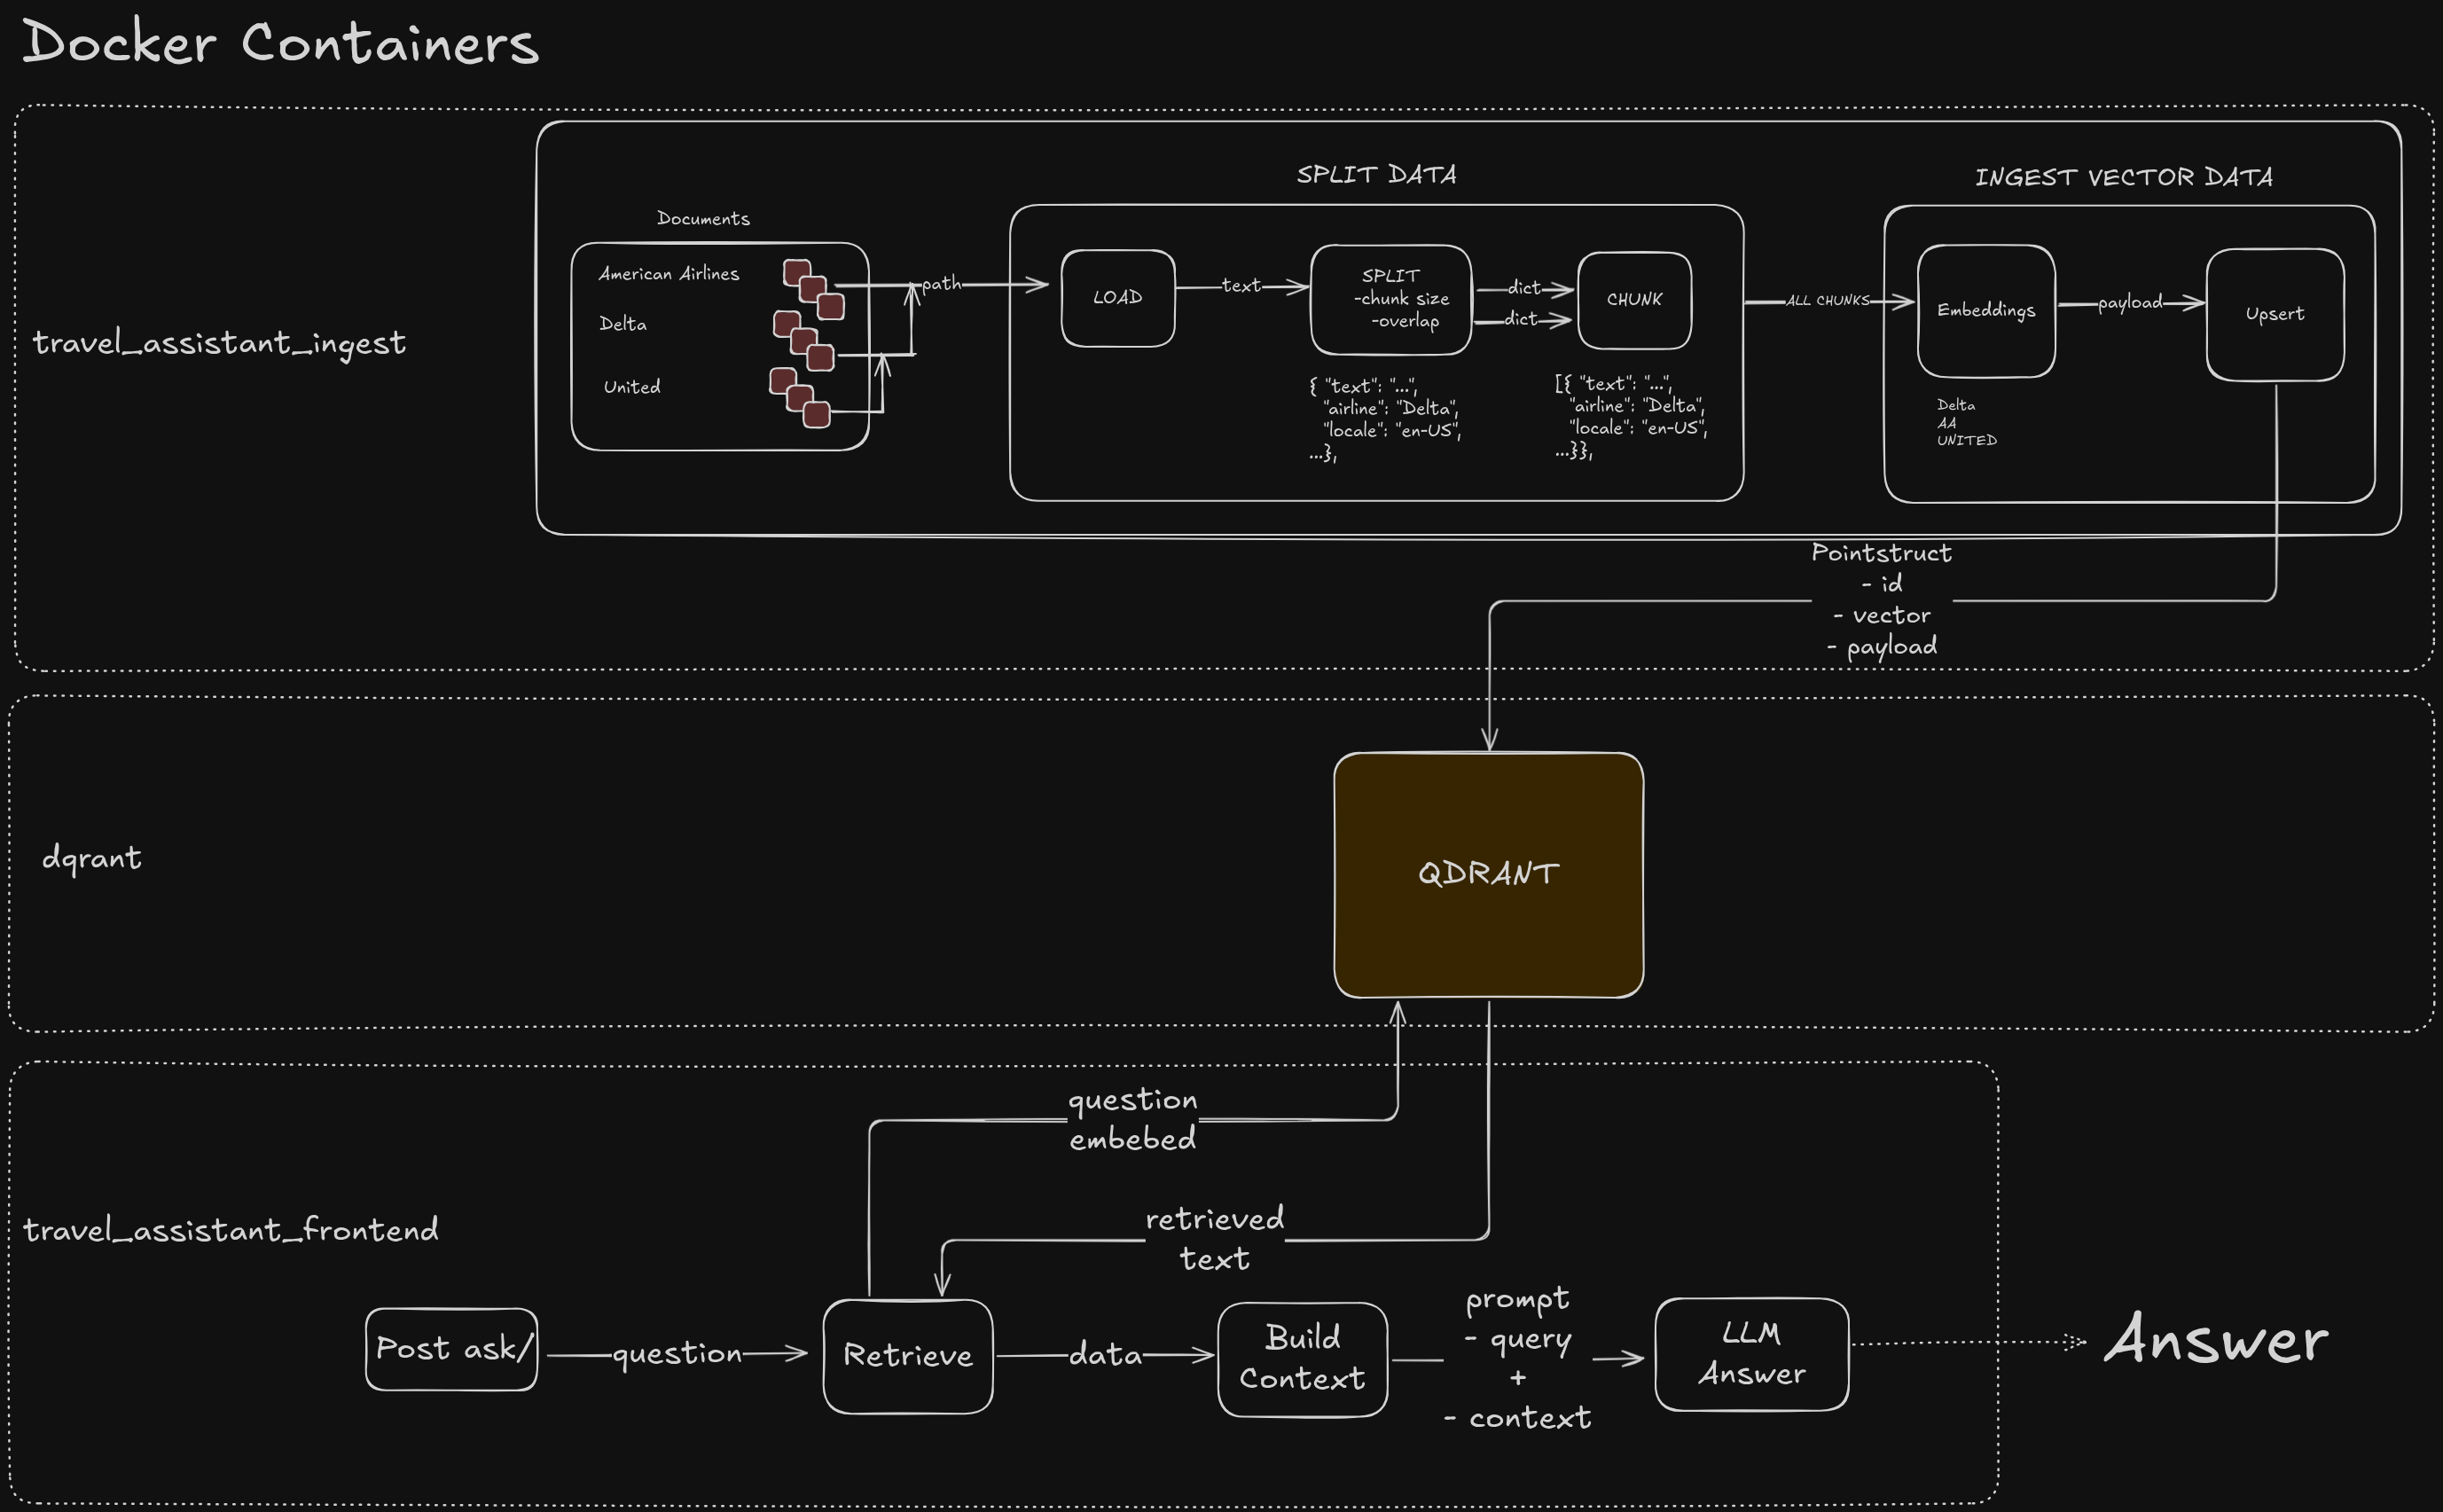 Docker Containers
travel_assistant_ingest
Documents
American Airlines
Delta
United
path
SPLIT DATA
LOAD
text
SPLIT
-chunk size
-overlap
dict
dict
CHUNK
{ "text": "...",
"airline": "Delta",
"locale": "en-US",
...},
[{ "text": "...",
"airline": "Delta",
"locale": "en-US",
...}},
ALL CHUNKS
INGEST VECTOR DATA
Embeddings
payload
Upsert
Delta
AA
UNITED
Pointstruct
- id
- vector
- payload
dqrant
QDRANT
travel_assistant_frontend
question
embebed
retrieved
text
Post ask/
question
Retrieve
data
Build
Context
prompt
- query
+
- context
LLM
Answer
Answer